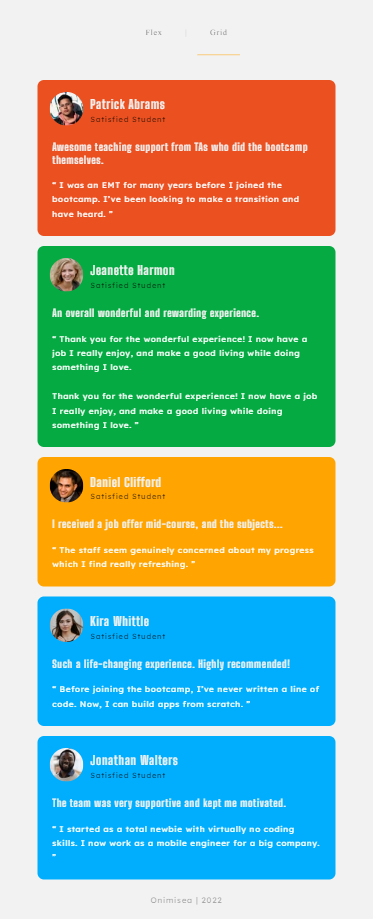 Flex | Grid
Patrick Abrams
Satisfied Student
Awesome teaching support from TAs who did the bootcamp
themselves.
" I was an EMT for many years before I joined the
bootcamp. I've been looking to make a transition and
have heard. "
Jeanette Harmon
Satisfied Student
An overall wonderful and rewarding experience.
" Thank you for the wonderful experience! I now have a
job I really enjoy, and make a good living while doing
something I love.
Thank you for the wonderful experience! I now have a job
I really enjoy, and make a good living while doing
something I love. "
Daniel Clifford
Satisfied Student
I received a job offer mid-course, and the subjects...
" The staff seem genuinely concerned about my progress
which I find really refreshing. "
Kira Whittle
Satisfied Student
Such a life-changing experience. Highly recommended!
" Before joining the bootcamp, I've never written a line of
code. Now, I can build apps from scratch. "
Jonathan Walters
Satisfied Student
The team was very supportive and kept me motivated.
" I started as a total newbie with virtually no coding
skills. I now work as a mobile engineer for a big company.
"
Onimisea | 2022